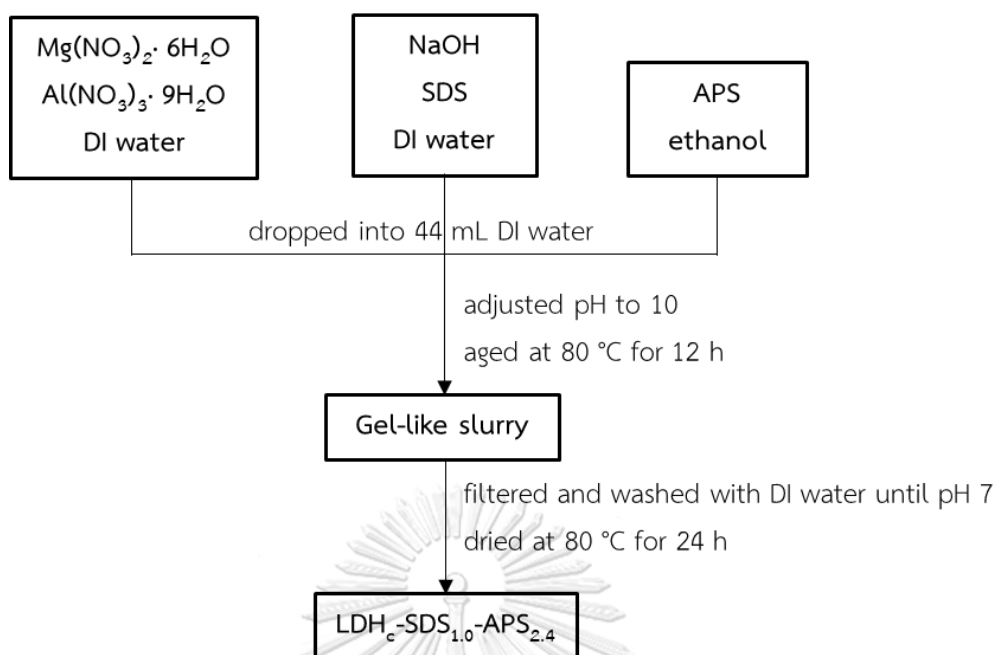 Mg(NO₃)₂· 6H₂O
Al(NO₃)₃· 9H₂O
DI water
NaOH
SDS
DI water
APS
ethanol
dropped into 44 mL DI water
adjusted pH to 10
aged at 80 °C for 12 h
Gel-like slurry
filtered and washed with DI water until pH 7
dried at 80 °C for 24 h
LDH꜀-SDS₁.₀-APS₂.₄